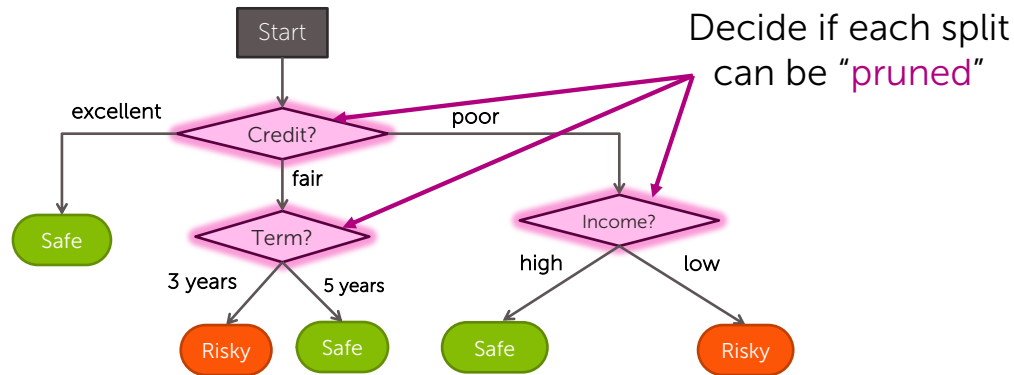 Start
Decide if each split
can be "pruned"
excellent
Credit?
poor
fair
Safe
Term?
Income?
3 years
5 years
high
low
Risky
Safe
Safe
Risky